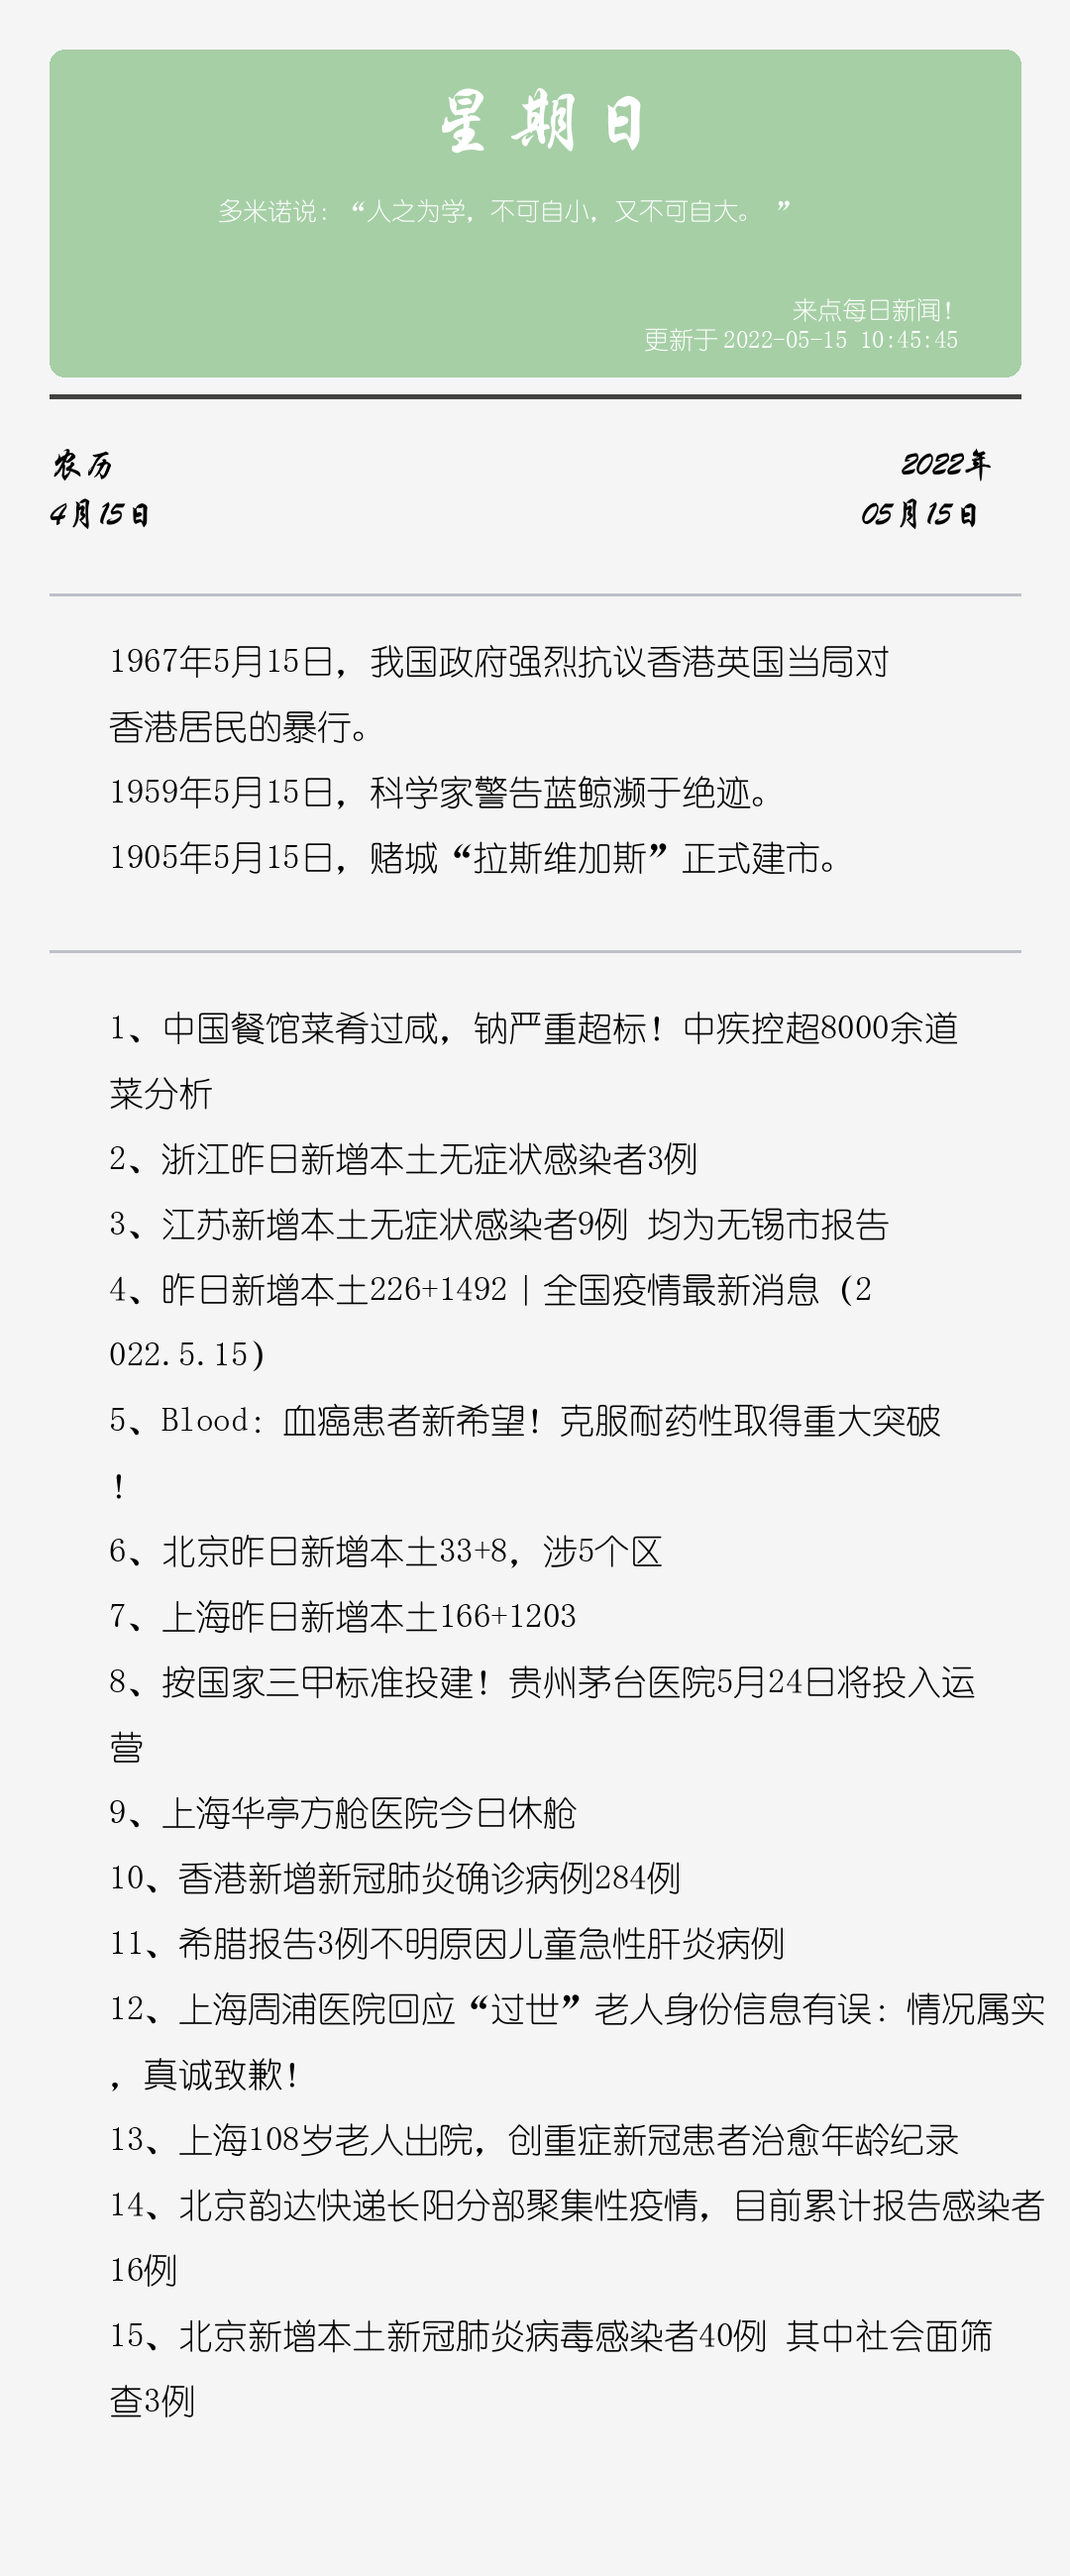 星期日
多米诺说：“人之为学，不可自小，又不可自大。 ”
来点每日新闻！
更新于 2022-05-15 10:45:45
农历
2022年
4月15日
05月15日
1967年5月15日，我国政府强烈抗议香港英国当局对
香港居民的暴行。
1959年5月15日，科学家警告蓝鲸濒于绝迹。
1905年5月15日，赌城“拉斯维加斯”正式建市。
1、中国餐馆菜肴过咸，钠严重超标！中疾控超8000余道
菜分析
2、浙江昨日新增本土无症状感染者3例
3、江苏新增本土无症状感染者9例 均为无锡市报告
4、昨日新增本土226+1492｜全国疫情最新消息（2
022.5.15）
5、Blood：血癌患者新希望！克服耐药性取得重大突破
！
6、北京昨日新增本土33+8，涉5个区
7、上海昨日新增本土166+1203
8、按国家三甲标准投建！贵州茅台医院5月24日将投入运
营
9、上海华亭方舱医院今日休舱
10、香港新增新冠肺炎确诊病例284例
11、希腊报告3例不明原因儿童急性肝炎病例
12、上海周浦医院回应“过世”老人身份信息有误：情况属实
，真诚致歉！
13、上海108岁老人出院，创重症新冠患者治愈年龄纪录
14、北京韵达快递长阳分部聚集性疫情，目前累计报告感染者
16例
15、北京新增本土新冠肺炎病毒感染者40例 其中社会面筛
查3例